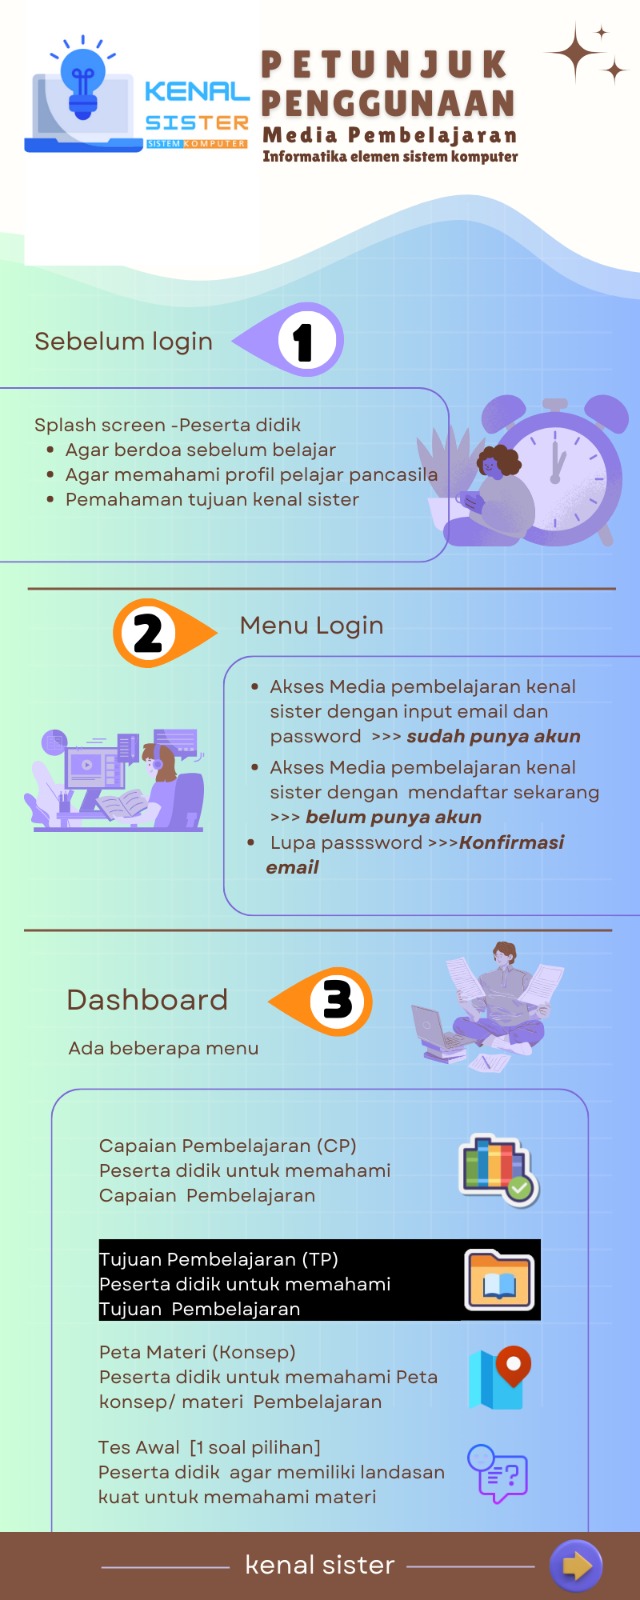 KENAL
SISTER
SISTEM KOMPUTER
PETUNJUK
PENGGUNAAN
Media Pembelajaran
Informatika elemen sistem komputer
Sebelum login
1
Splash screen -Peserta didik
• Agar berdoa sebelum belajar
• Agar memahami profil pelajar pancasila
• Pemahaman tujuan kenal sister
2
Menu Login
• Akses Media pembelajaran kenal
sister dengan input email dan
password >>> sudah punya akun
• Akses Media pembelajaran kenal
sister dengan mendaftar sekarang
>>> belum punya akun
• Lupa passsword >>>Konfirmasi
email
Dashboard
3
Ada beberapa menu
Capaian Pembelajaran (CP)
Peserta didik untuk memahami
Capaian Pembelajaran
Tujuan Pembelajaran (TP)
Peserta didik untuk memahami
Tujuan Pembelajaran
Peta Materi (Konsep)
Peserta didik untuk memahami Peta
konsep/ materi Pembelajaran
Tes Awal [1 soal pilihan]
Peserta didik agar memiliki landasan
kuat untuk memahami materi
kenal sister